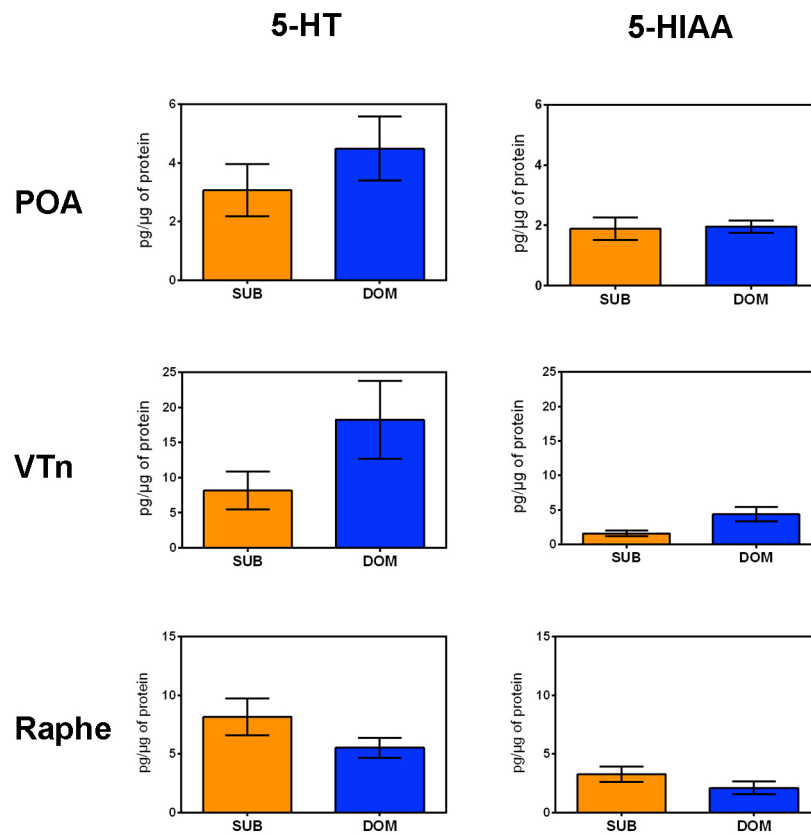 5-HT 5-HIAA
POA
pg/µg of protein
6
4
2
0
SUB DOM
pg/µg of protein
6
4
2
0
SUB DOM
VTn
pg/µg of protein
25
20
15
10
5
0
SUB DOM
pg/µg of protein
25
20
15
10
5
0
SUB DOM
Raphe
pg/µg of protein
15
10
5
0
SUB DOM
pg/µg of protein
15
10
5
0
SUB DOM